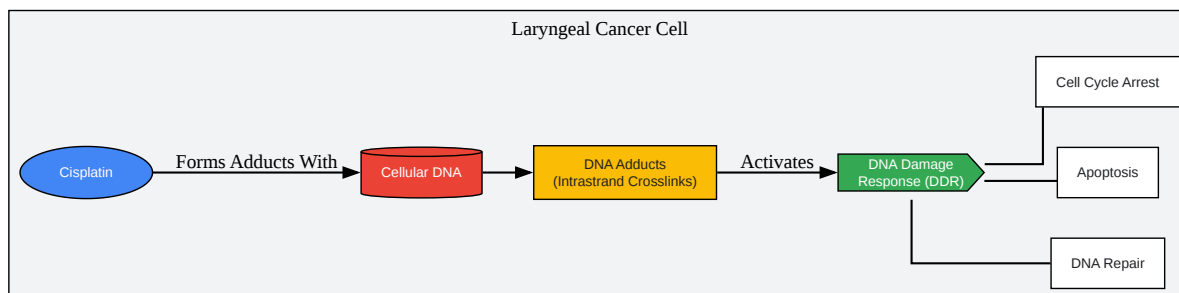 Laryngeal Cancer Cell
Cisplatin
Forms Adducts With
Cellular DNA
DNA Adducts
(Intrastrand Crosslinks)
Activates
DNA Damage
Response (DDR)
Cell Cycle Arrest
Apoptosis
DNA Repair